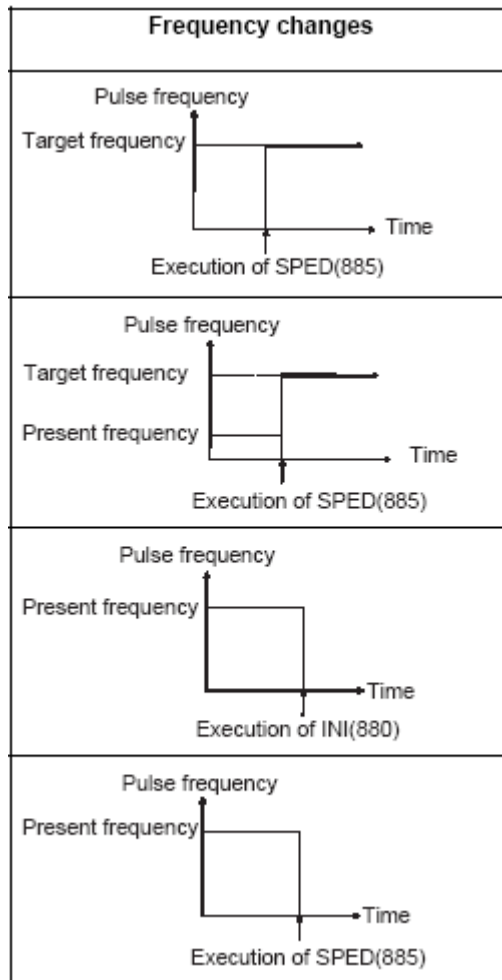 Frequency changes
Pulse frequency
Target frequency
Time
Execution of SPED(885)
Pulse frequency
Target frequency
Present frequency
Time
Execution of SPED(885)
Pulse frequency
Present frequency
Time
Execution of INI(880)
Pulse frequency
Present frequency
Time
Execution of SPED(885)